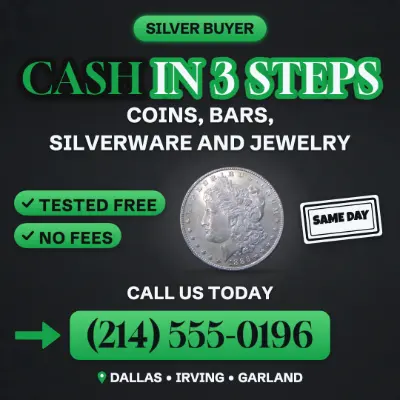 SILVER BUYER
CASH IN 3 STEPS
COINS, BARS,
SILVERWARE AND JEWELRY
TESTED FREE
NO FEES
SAME DAY
CALL US TODAY
(214) 555-0196
DALLAS • IRVING • GARLAND